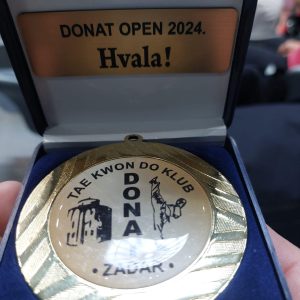 DONAT OPEN 2024.
Hvala!
TAE KWON DO KLUB
DONAT
• ZADAR •